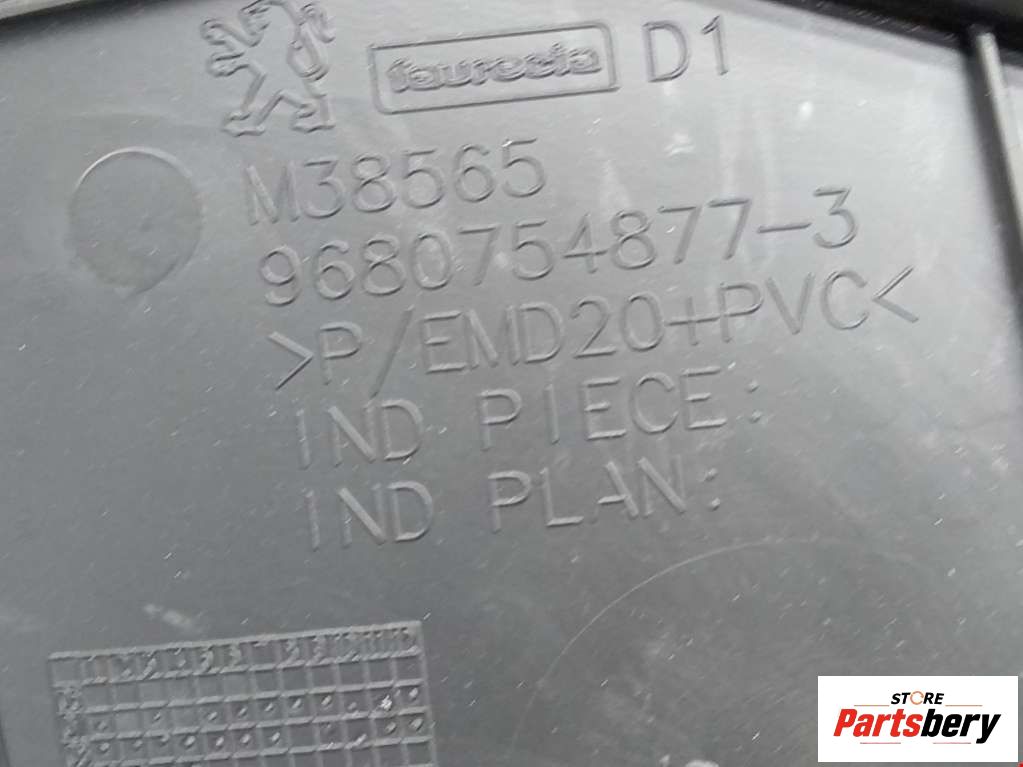 faurecia D1
M38565
9680754877-3
>P/EMD20+PVC<
IND PIECE:
IND PLAN:
STORE
Partsbery